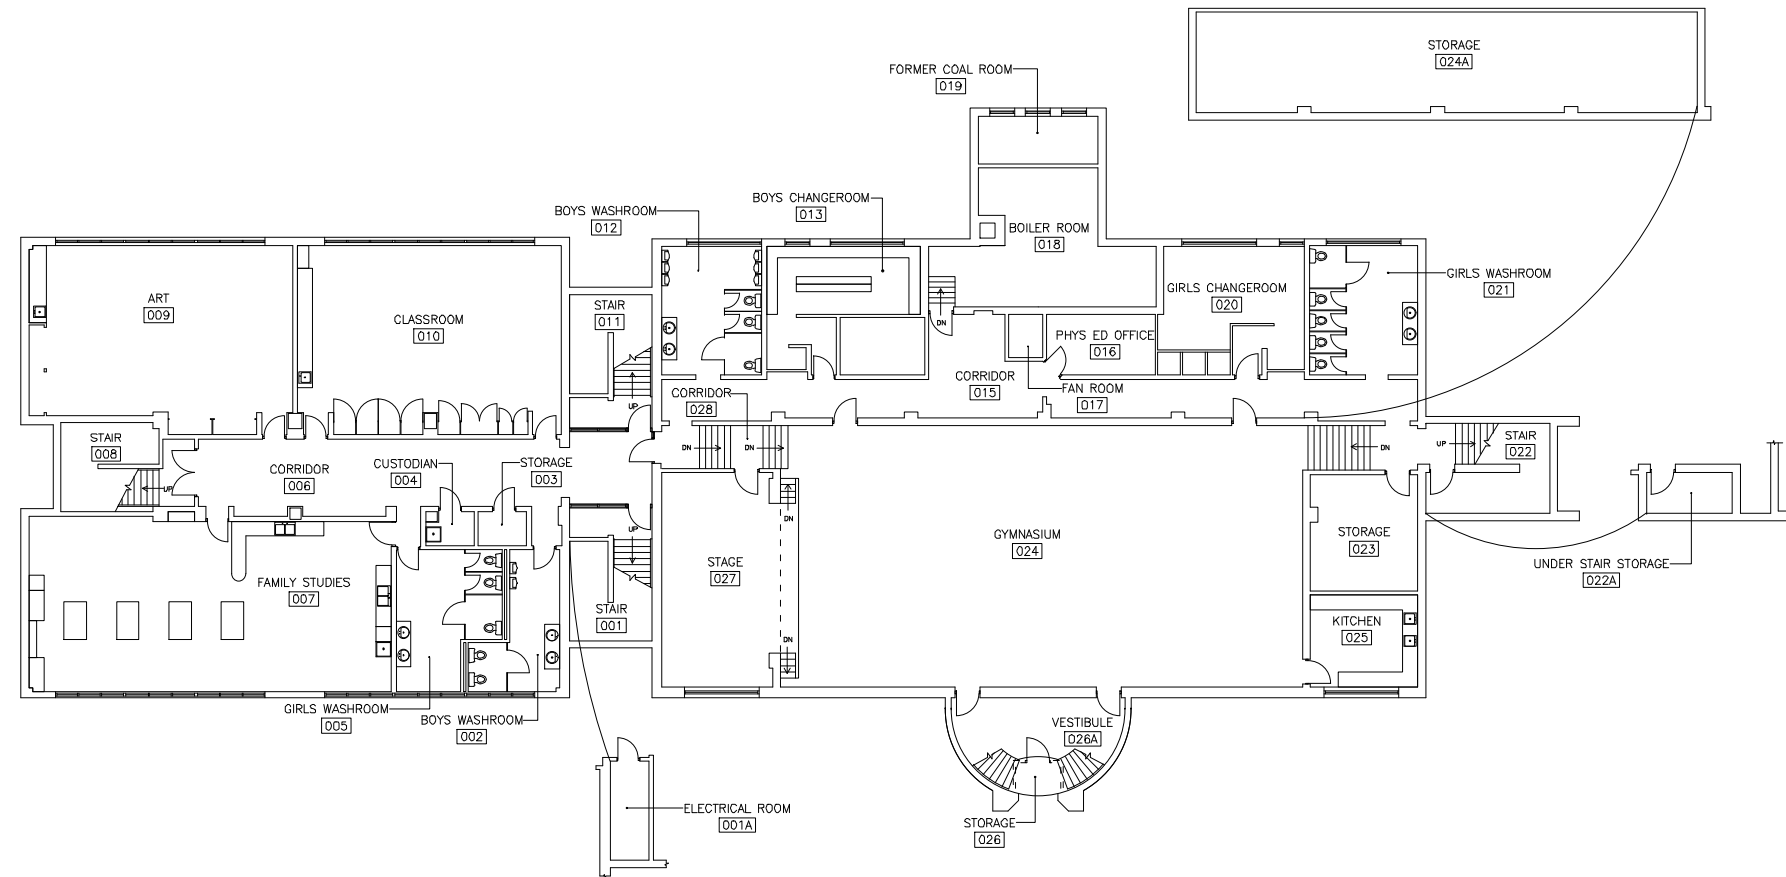 STORAGE
024A
FORMER COAL ROOM
019
BOYS CHANGEROOM
013
BOYS WASHROOM
012
BOILER ROOM
018
GIRLS WASHROOM
021
GIRLS CHANGEROOM
020
ART
009
CLASSROOM
010
STAIR
011
UP
DN
PHYS ED OFFICE
016
CORRIDOR
015
FAN ROOM
017
CORRIDOR
028
DN
DN
DN
UP
STAIR
022
STAIR
008
UP
CORRIDOR
006
CUSTODIAN
004
STORAGE
003
UP
DN
STAGE
027
DN
GYMNASIUM
024
STORAGE
023
UNDER STAIR STORAGE
022A
FAMILY STUDIES
007
STAIR
001
KITCHEN
025
GIRLS WASHROOM
005
BOYS WASHROOM
002
VESTIBULE
026A
ELECTRICAL ROOM
001A
STORAGE
026